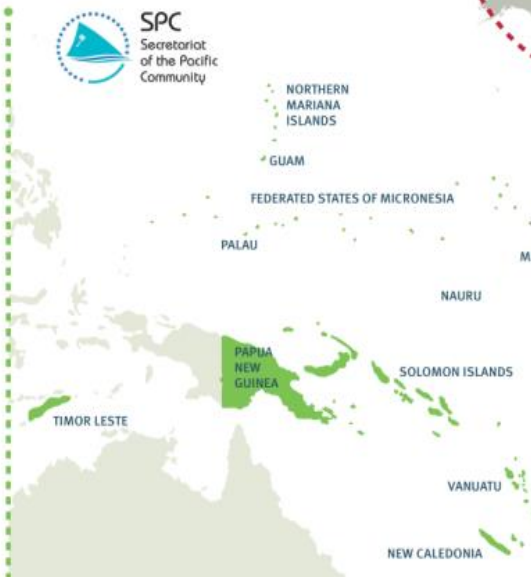 SPC
Secretariat
of the Pacific
Community
NORTHERN
MARIANA
ISLANDS
GUAM
FEDERATED STATES OF MICRONESIA
PALAU
M
NAURU
PAPUA
NEW
GUINEA
SOLOMON ISLANDS
TIMOR LESTE
VANUATU
NEW CALEDONIA